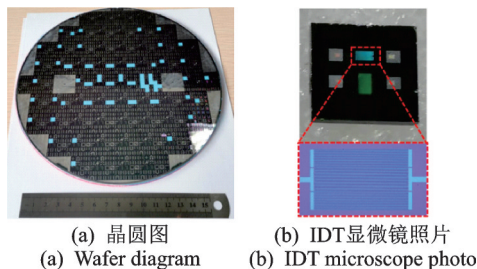 (a) 晶圆图
(a) Wafer diagram
(b) IDT显微镜照片
(b) IDT microscope photo